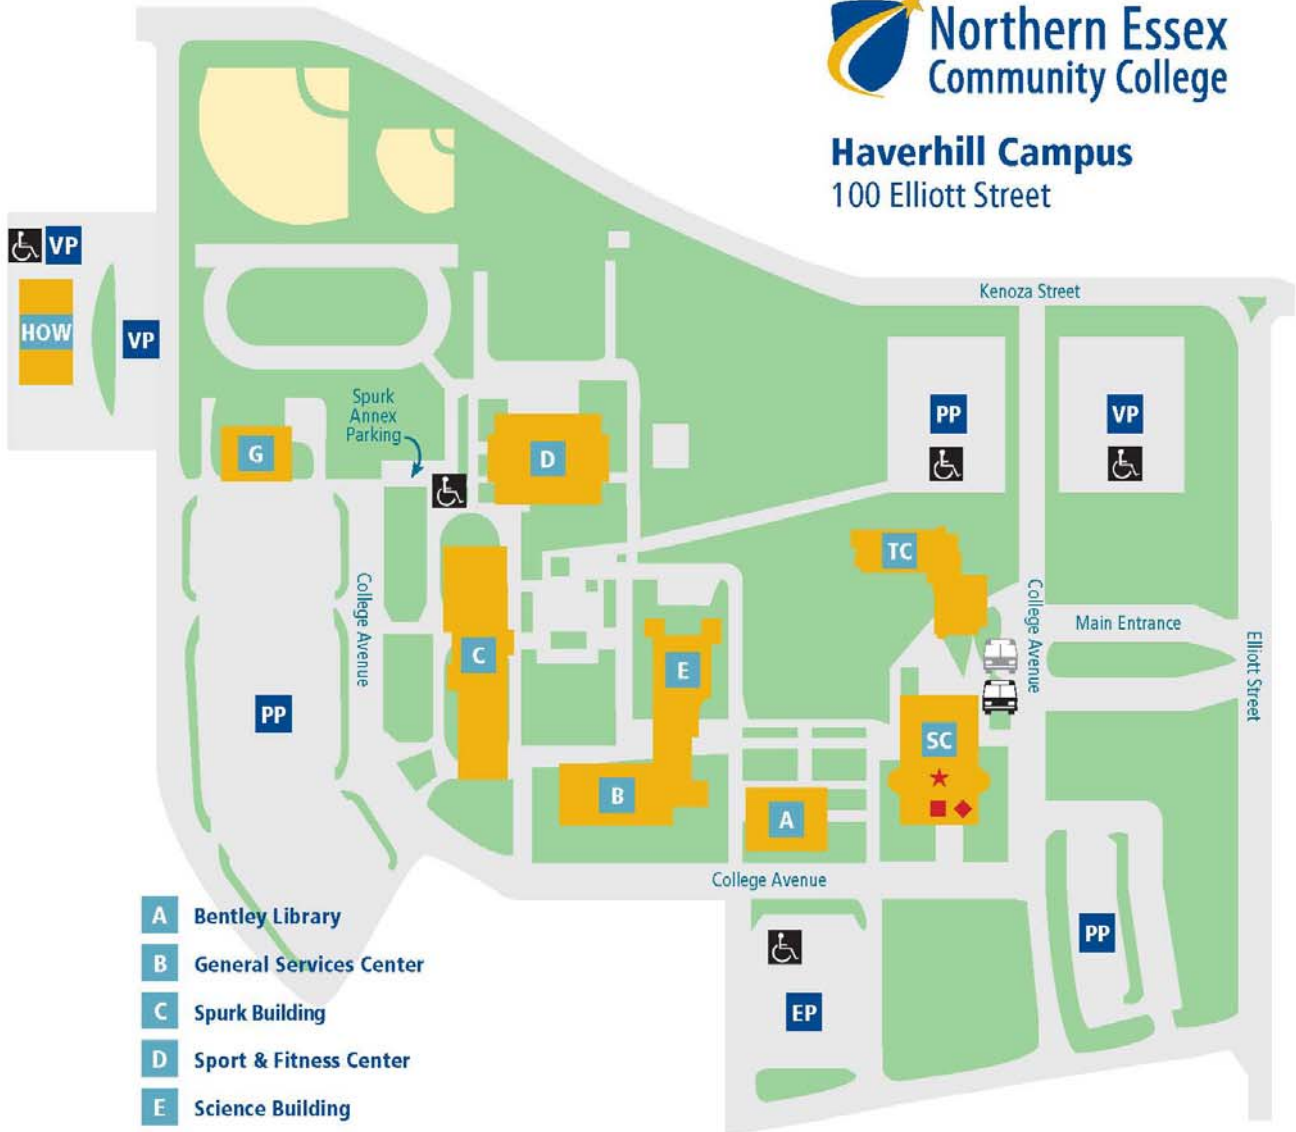 Northern Essex
Community College
Haverhill Campus
100 Elliott Street
VP
HOW
VP
Kenoza Street
Spurk
Annex
Parking
PP
VP
G
D
TC
College Avenue
College Avenue
Main Entrance
Elliott Street
C
E
PP
SC
B
A
College Avenue
PP
EP
A Bentley Library
B General Services Center
C Spurk Building
D Sport & Fitness Center
E Science Building